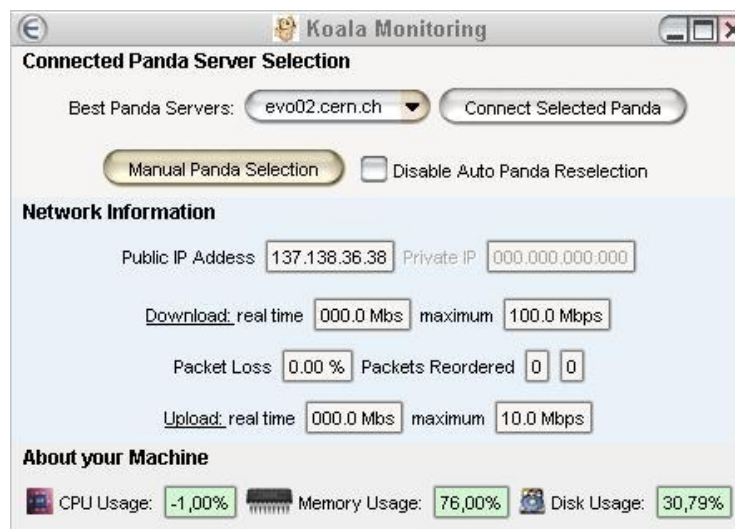 Koala Monitoring
Connected Panda Server Selection
Best Panda Servers: evo02.cern.ch Connect Selected Panda
Manual Panda Selection Disable Auto Panda Reselection
Network Information
Public IP Addess 137.138.36.38 Private IP 000.000.000.000
Download: real time 000.0 Mbs maximum 100.0 Mbps
Packet Loss 0.00 % Packets Reordered 0 0
Upload: real time 000.0 Mbs maximum 10.0 Mbps
About your Machine
CPU Usage: -1,00% Memory Usage: 76,00% Disk Usage: 30,79%